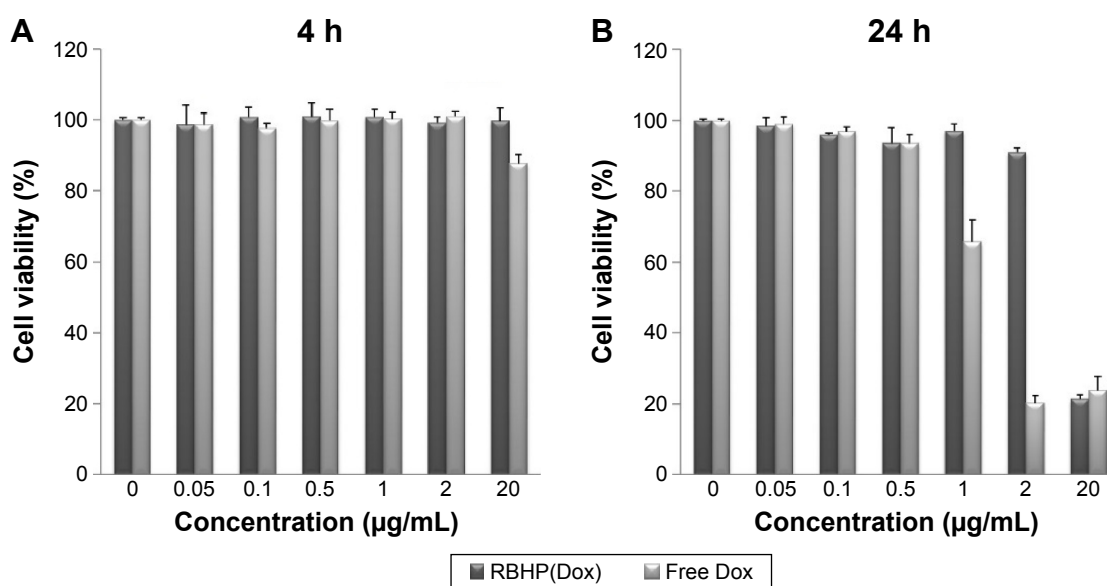 A
4 h
120
100
80
60
40
20
0
Cell viability (%)
0 0.05 0.1 0.5 1 2 20
Concentration (µg/mL)
B
24 h
120
100
80
60
40
20
0
Cell viability (%)
0 0.05 0.1 0.5 1 2 20
Concentration (µg/mL)
RBHP(Dox) Free Dox